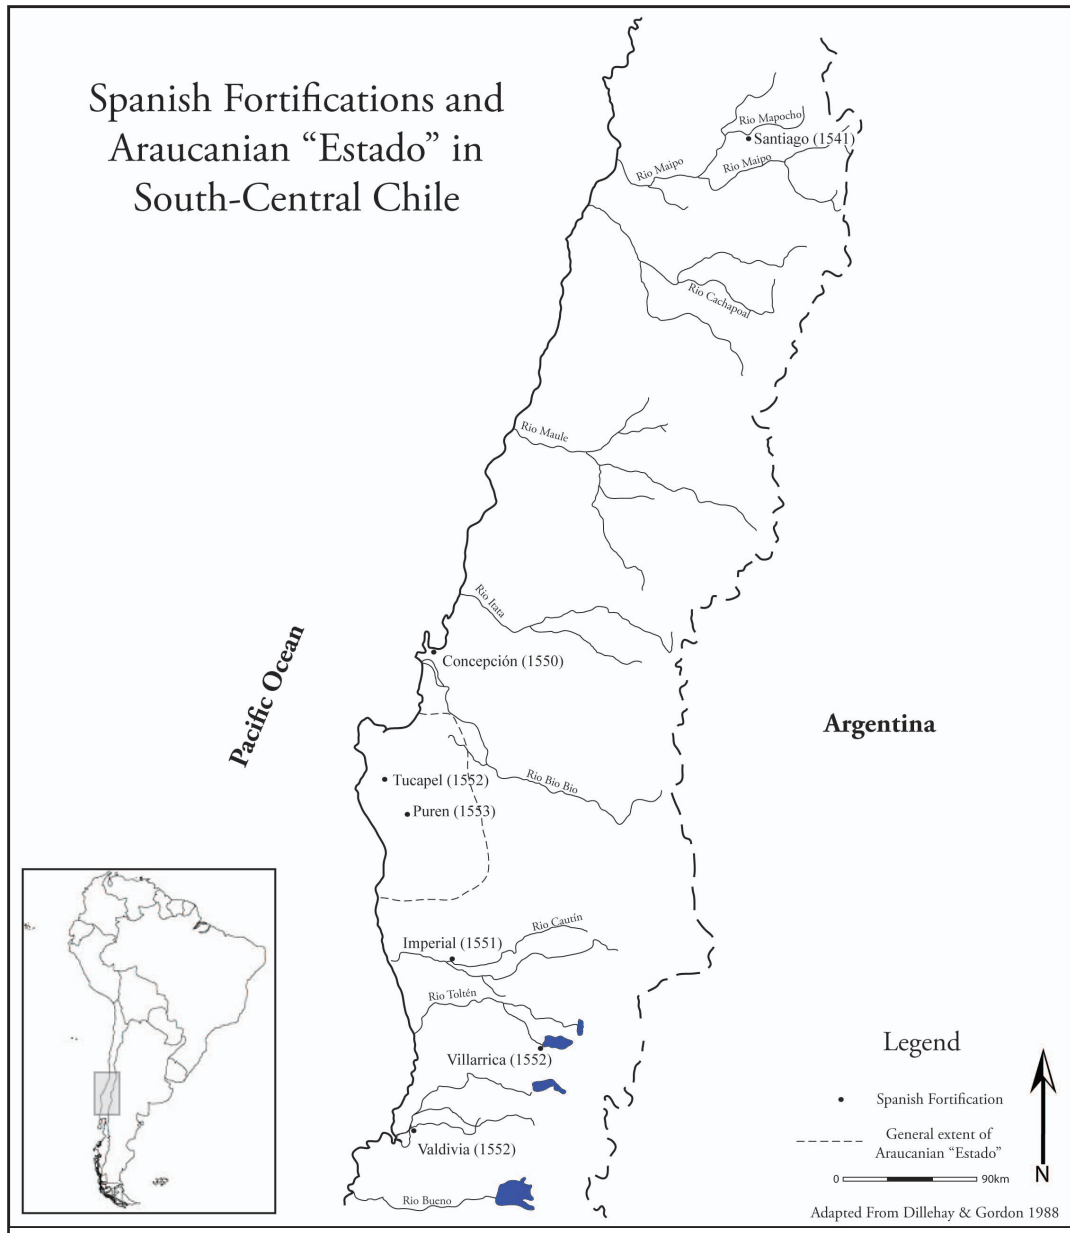 Spanish Fortifications and
Araucanian “Estado” in
South-Central Chile
Rio Mapocho
Santiago (1541)
Rio Maipo
Rio Maipo
Rio Cachapoal
Rio Maule
Rio Itata
Concepción (1550)
Pacific Ocean
Argentina
Rio Bio Bio
Tucapel (1552)
Puren (1553)
Rio Cautín
Imperial (1551)
Rio Toltén
Villarrica (1552)
Valdivia (1552)
Rio Bueno
Legend
Spanish Fortification
General extent of
Araucanian “Estado”
0 90km
N
Adapted From Dillehay & Gordon 1988